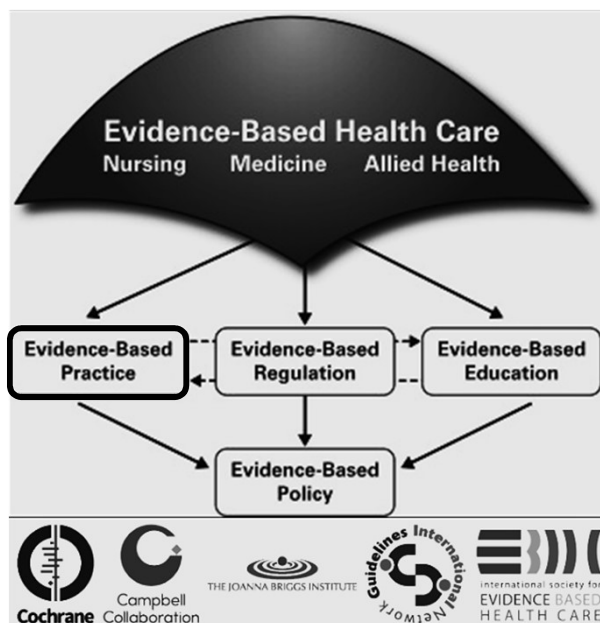 Evidence-Based Health Care
Nursing Medicine Allied Health
Evidence-Based
Practice
Evidence-Based
Regulation
Evidence-Based
Education
Evidence-Based
Policy
Cochrane
Campbell
Collaboration
THE JOANNA BRIGGS INSTITUTE
Guidelines International
Network
international society for
EVIDENCE BASED
HEALTH CARE